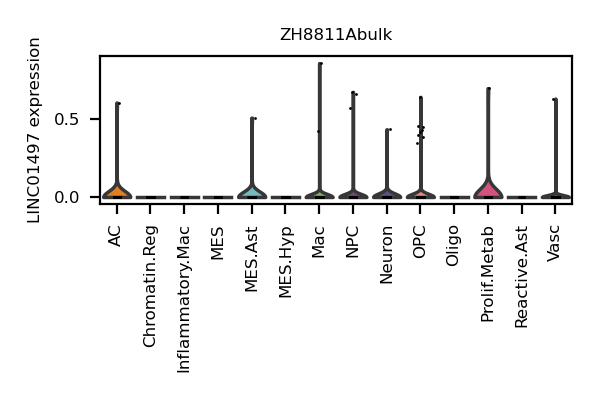 ZH8811Abulk
LINC01497 expression
0.5
0.0
AC
Chromatin.Reg
Inflammatory.Mac
MES
MES.Ast
MES.Hyp
Mac
NPC
Neuron
OPC
Oligo
Prolif.Metab
Reactive.Ast
Vasc